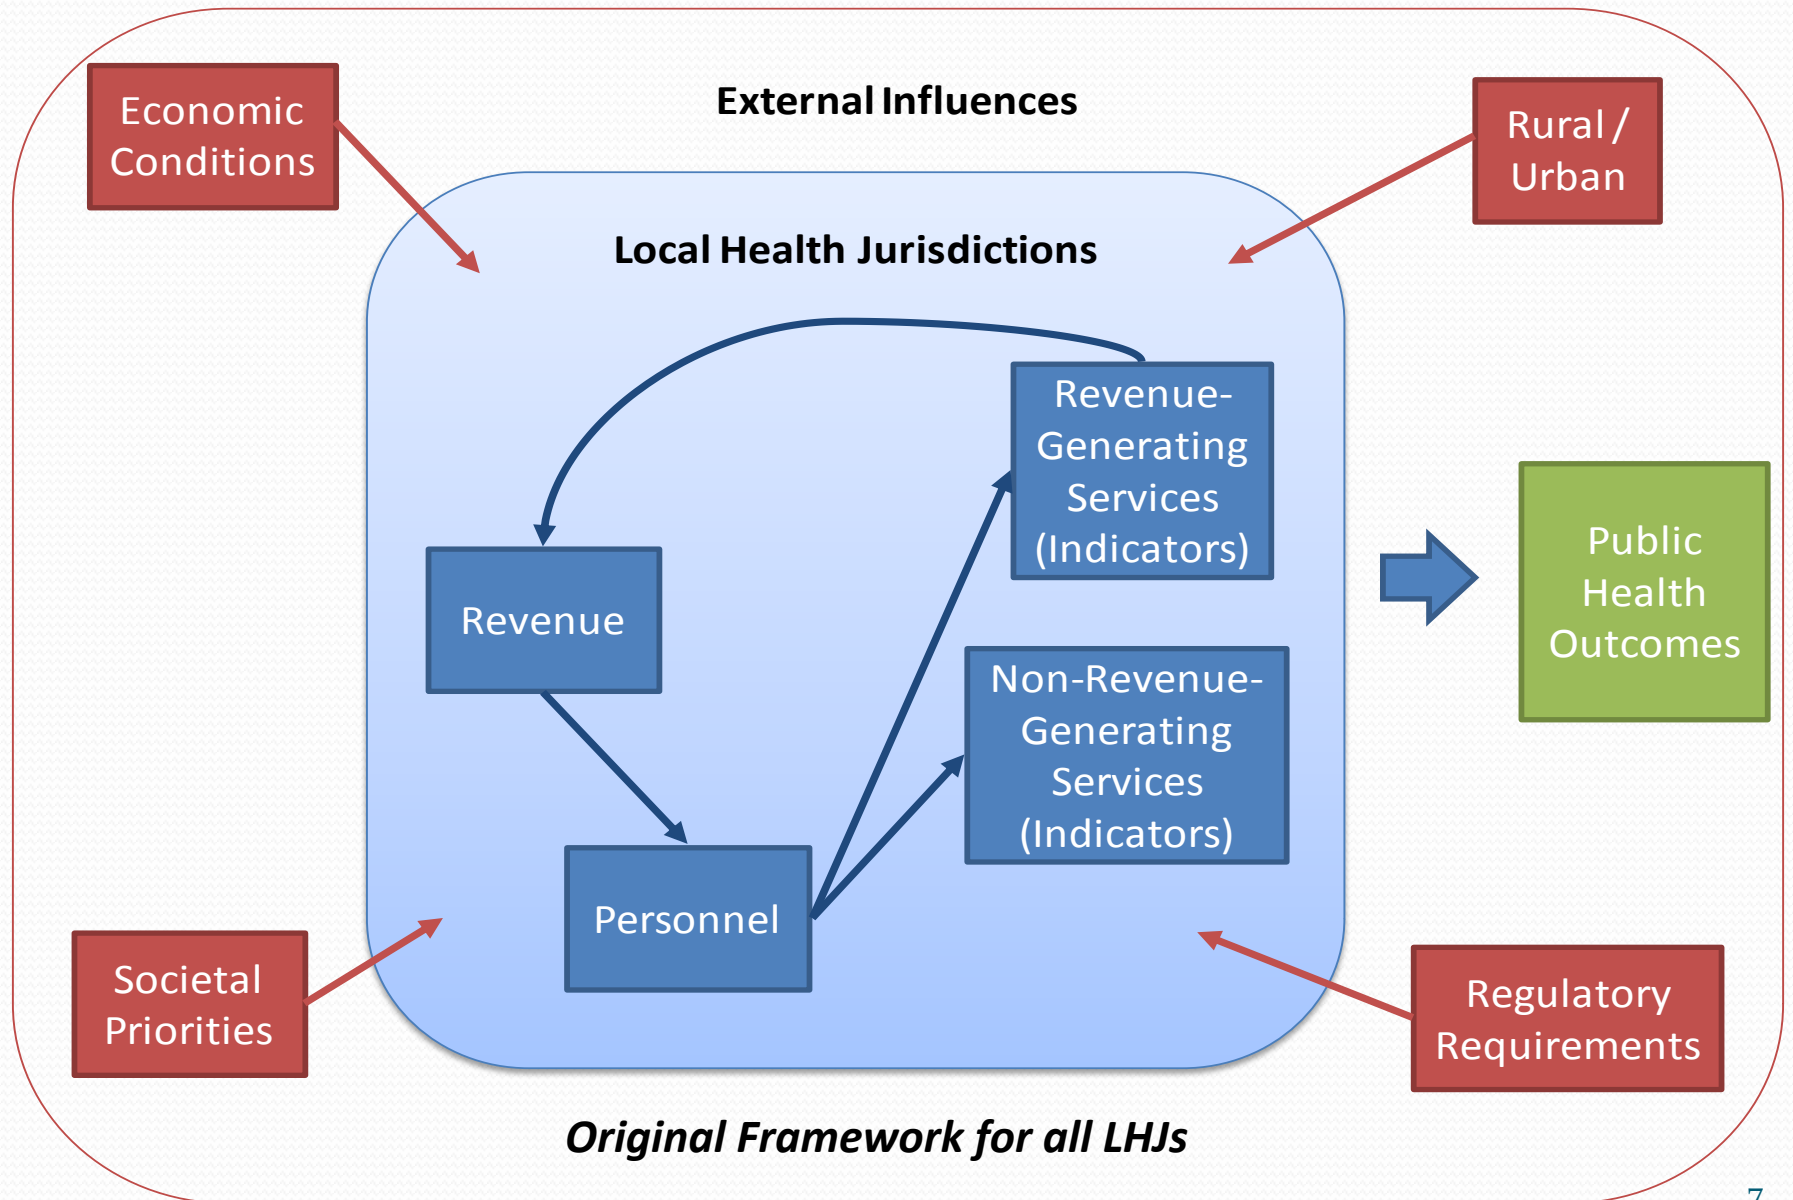 External Influences
Economic
Conditions
Rural /
Urban
Local Health Jurisdictions
Revenue-
Generating
Services
(Indicators)
Revenue
Public
Health
Outcomes
Non-Revenue-
Generating
Services
(Indicators)
Personnel
Societal
Priorities
Regulatory
Requirements
Original Framework for all LHJs
7